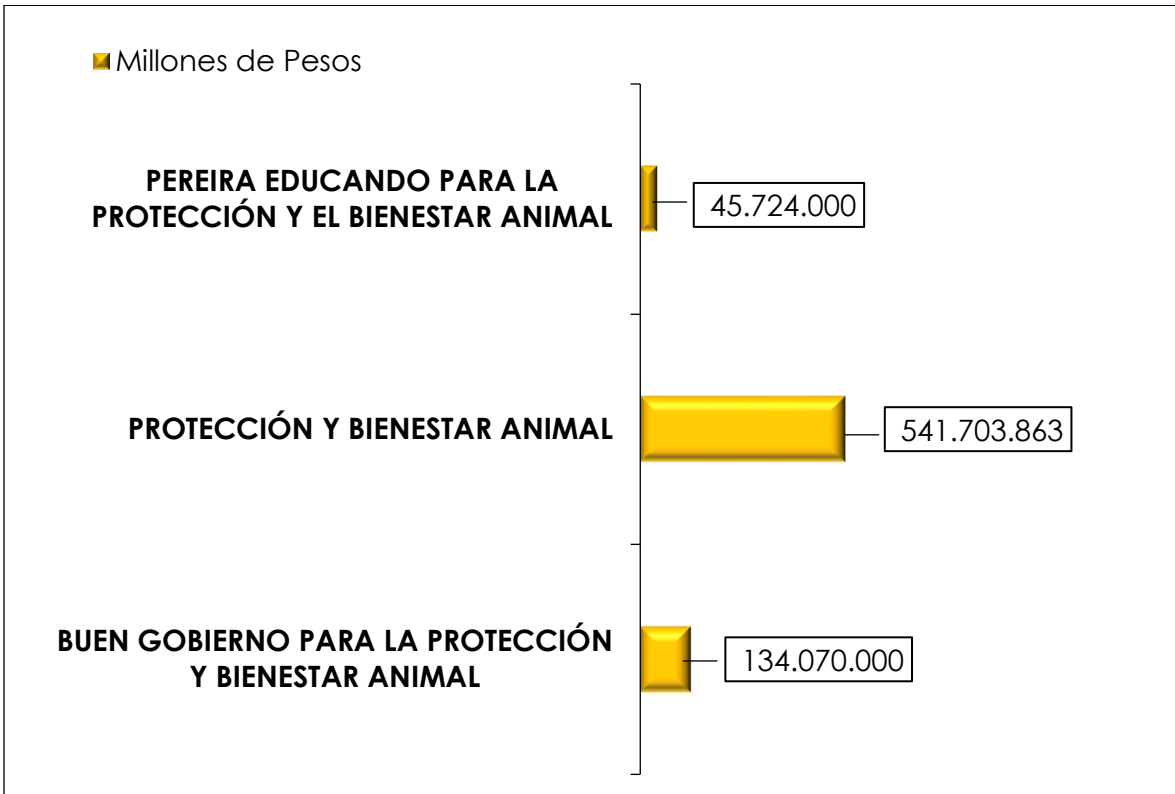 Millones de Pesos
PEREIRA EDUCANDO PARA LA
PROTECCIÓN Y EL BIENESTAR ANIMAL
45.724.000
PROTECCIÓN Y BIENESTAR ANIMAL
541.703.863
BUEN GOBIERNO PARA LA PROTECCIÓN
Y BIENESTAR ANIMAL
134.070.000